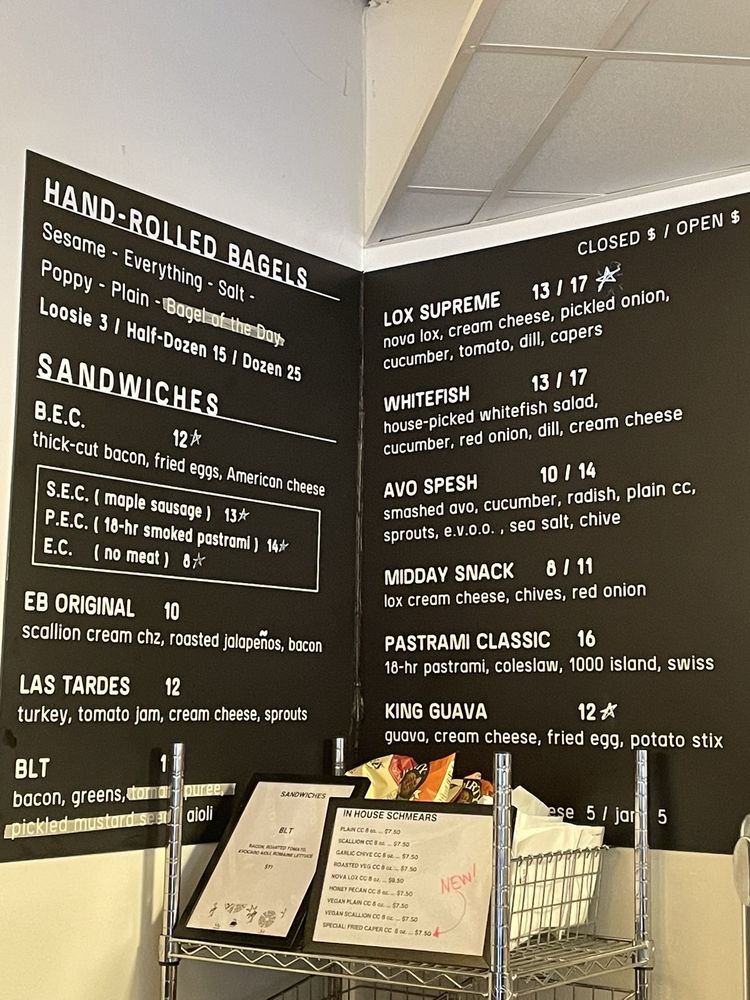 HAND-ROLLED BAGELS
Sesame - Everything - Salt -
Poppy - Plain - Bagel of the Day
Loosie 3 / Half-Dozen 15 / Dozen 25
SANDWICHES
B.E.C. 12
thick-cut bacon, fried eggs, American cheese
S.E.C. ( maple sausage ) 13
P.E.C. ( 18-hr smoked pastrami ) 14
E.C. ( no meat ) 8
EB ORIGINAL 10
scallion cream chz, roasted jalapeños, bacon
LAS TARDES 12
turkey, tomato jam, cream cheese, sprouts
BLT
bacon, greens, puree,
pickled mustard seed aioli
CLOSED $ / OPEN $
LOX SUPREME 13 / 17
nova lox, cream cheese, pickled onion,
cucumber, tomato, dill, capers
WHITEFISH 13 / 17
house-picked whitefish salad,
cucumber, red onion, dill, cream cheese
AVO SPESH 10 / 14
smashed avo, cucumber, radish, plain cc,
sprouts, e.v.o.o. , sea salt, chive
MIDDAY SNACK 8 / 11
lox cream cheese, chives, red onion
PASTRAMI CLASSIC 16
18-hr pastrami, coleslaw, 1000 island, swiss
KING GUAVA 12
guava, cream cheese, fried egg, potato stix
5 / 5
SANDWICHES
BLT
BACON, ROASTED TOMATO,
AVOCADO AIOLI, ROMAINE LETTUCE
$11
IN HOUSE SCHMEARS
PLAIN CC 8 oz. ... $7.50
SCALLION CC 8 oz. ... $7.50
GARLIC CHIVE CC 8 oz. ... $7.50
ROASTED VEG CC 8 oz. ... $7.50
NOVA LOX CC 8 oz. ... $9.50
HONEY PECAN CC 8 oz. ... $7.50
VEGAN PLAIN CC 8 oz. ... $7.50
VEGAN SCALLION CC 8 oz. ... $7.50
SPECIAL: FRIED CAPER CC 8 oz. ... $7.50
NEW!